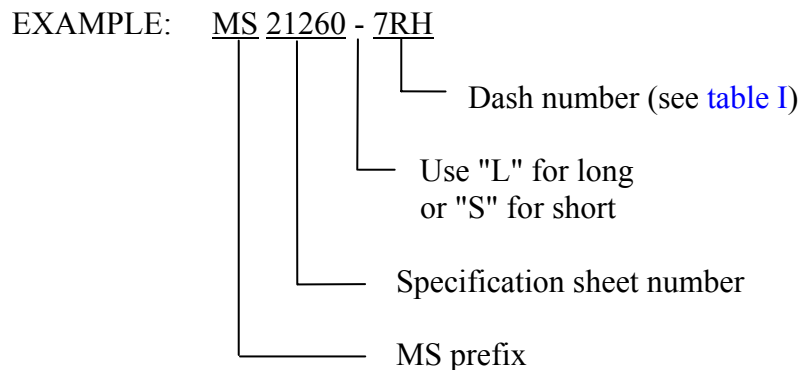 EXAMPLE: MS 21260 - 7RH
Dash number (see table I)
Use "L" for long
or "S" for short
Specification sheet number
MS prefix